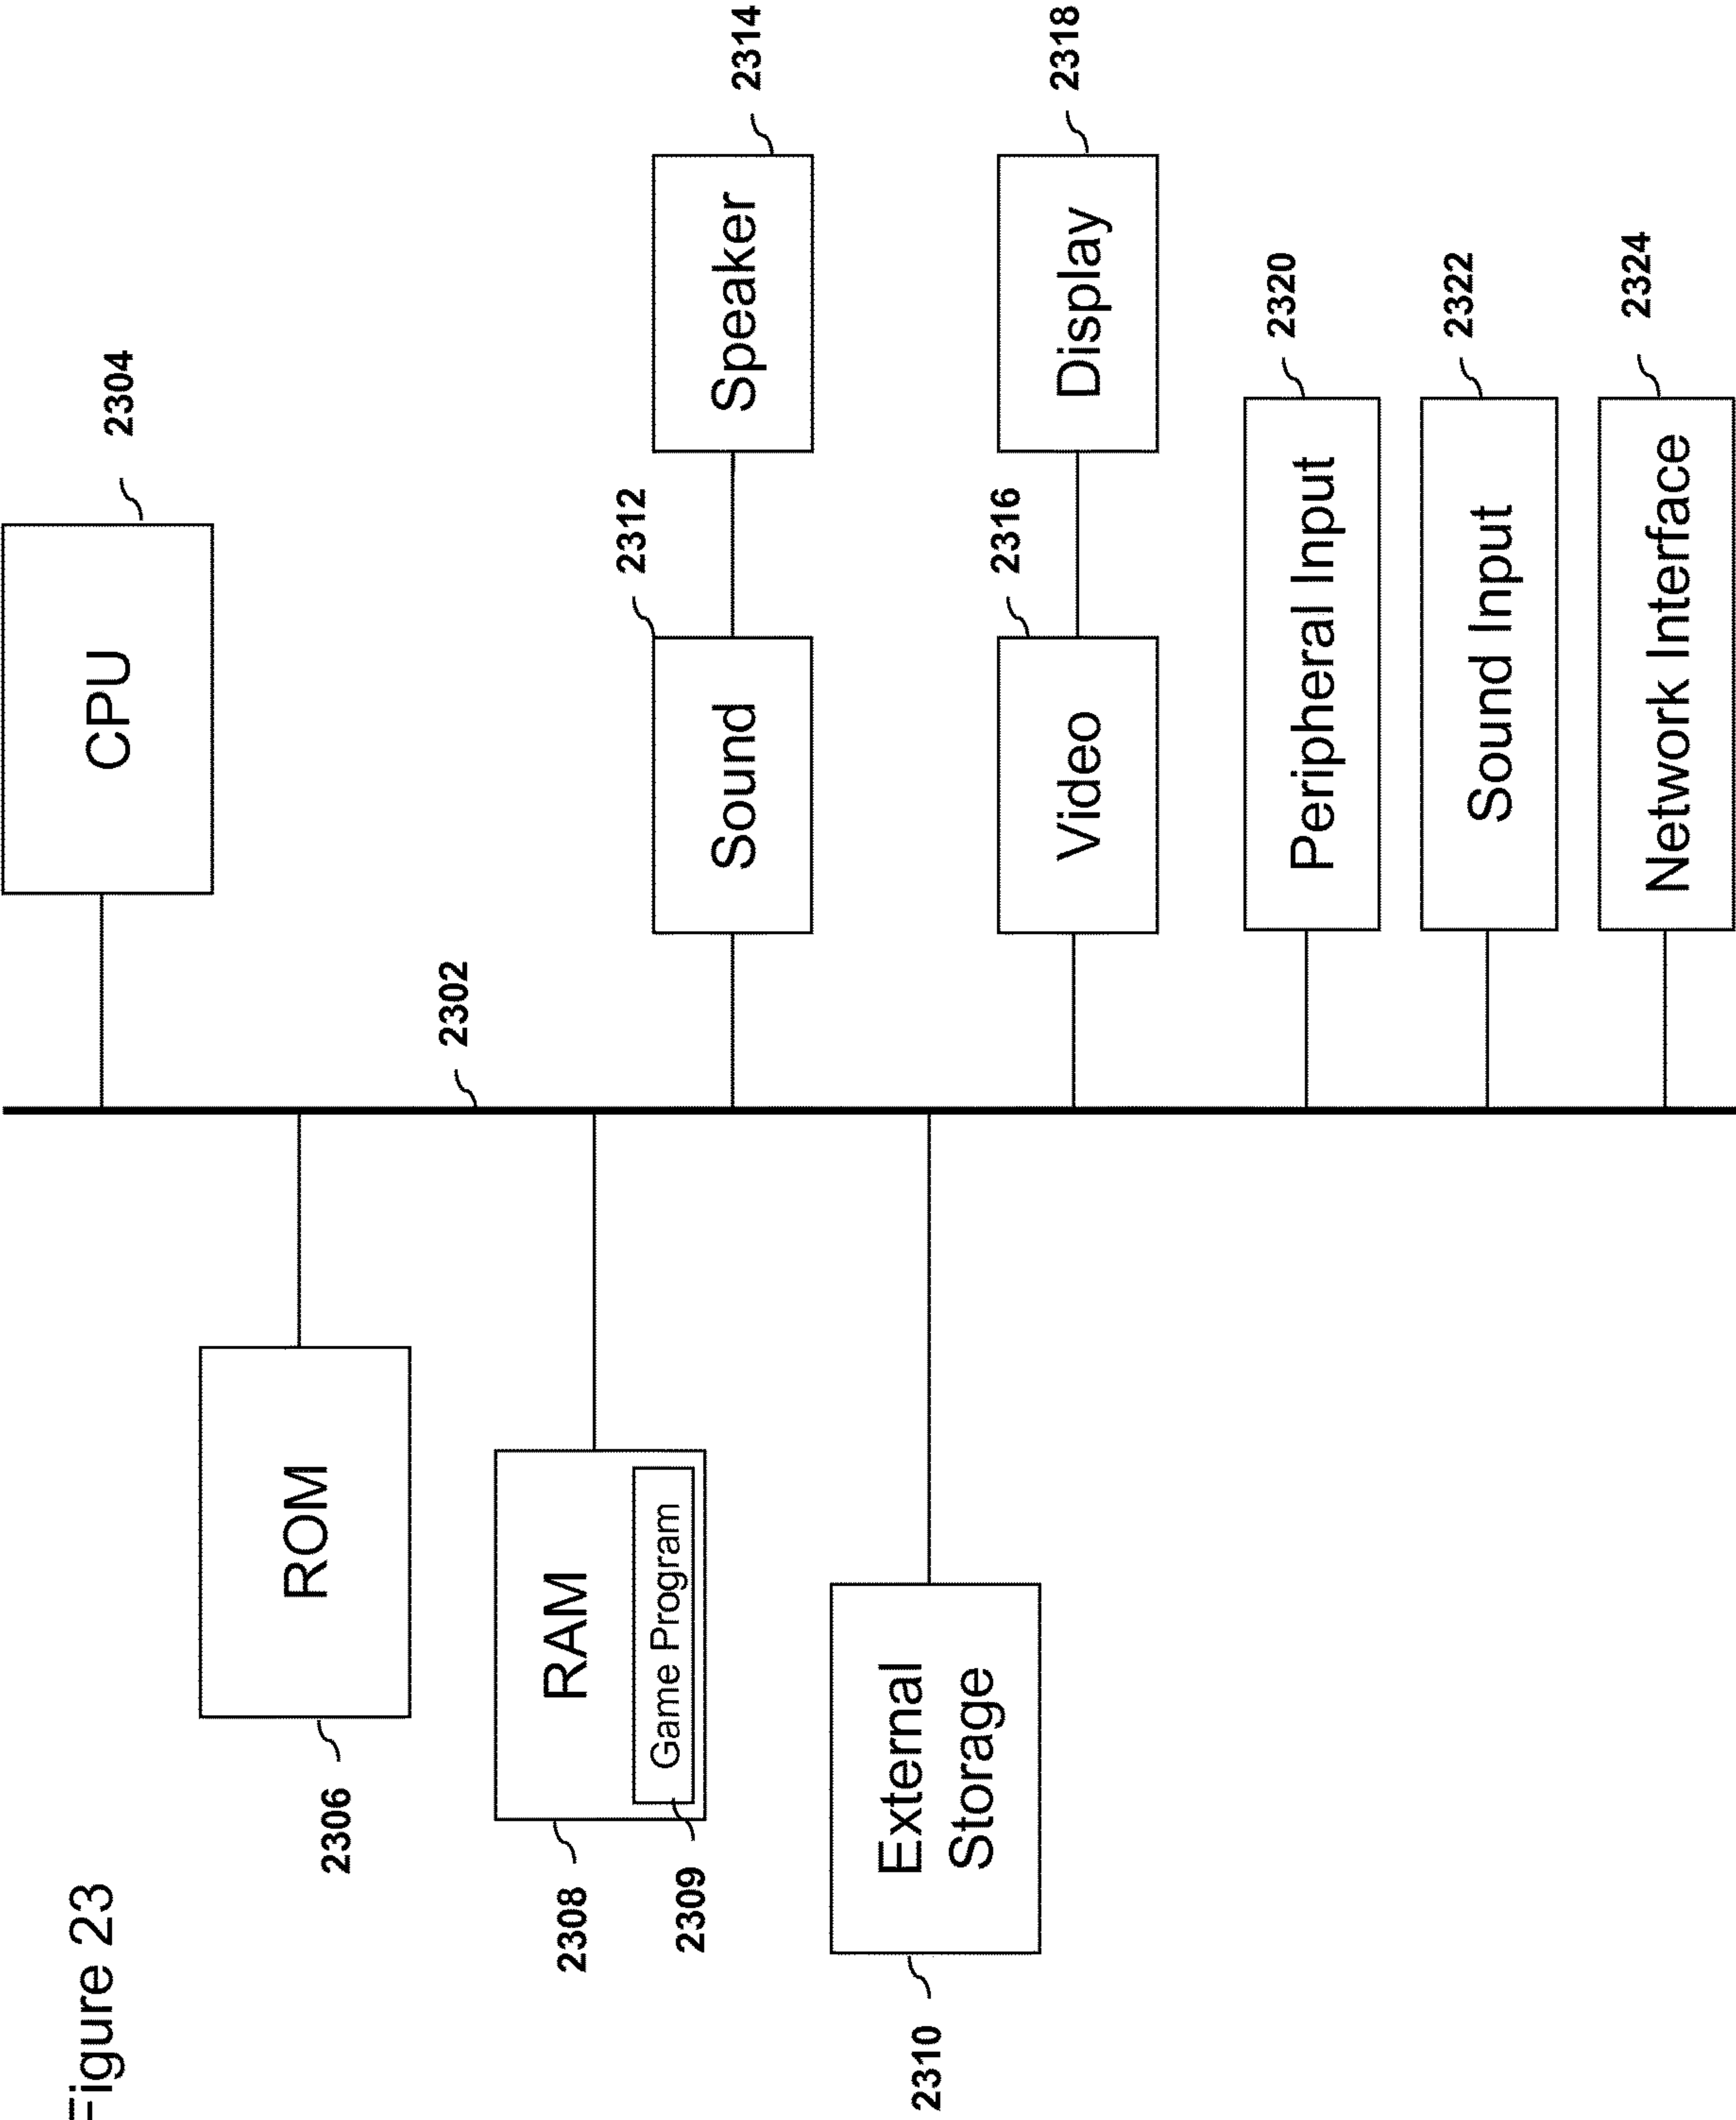 Figure 23
CPU
2304
2302
ROM
2306
RAM
2308
Game Program
2309
Sound
2312
Speaker
2314
External
Storage
2310
Video
2316
Display
2318
Peripheral Input
2320
Sound Input
2322
Network Interface
2324